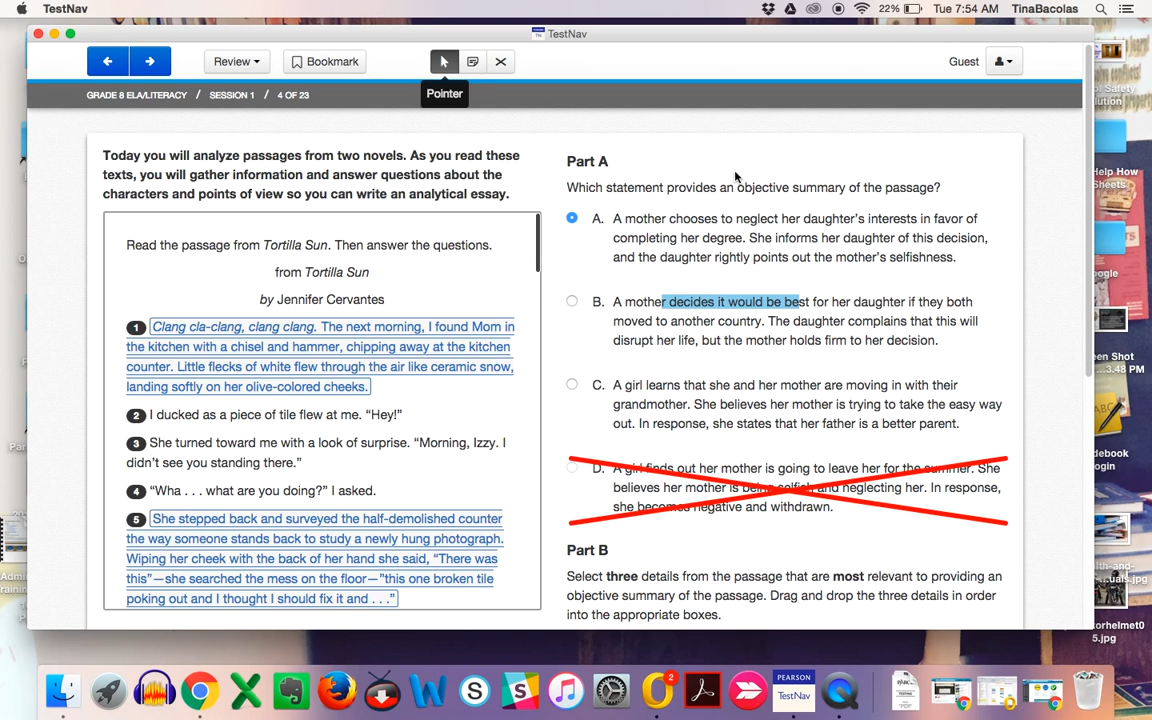 TestNav
22%
Tue 7:54 AM
TinaBacolas
TestNav
Review
Bookmark
Guest
GRADE 8 ELA/LITERACY / SESSION 1 / 4 OF 23
Pointer
Today you will analyze passages from two novels. As you read these
texts, you will gather information and answer questions about the
characters and points of view so you can write an analytical essay.
Read the passage from Tortilla Sun. Then answer the questions.
from Tortilla Sun
by Jennifer Cervantes
1 Clang cla-clang, clang clang. The next morning, I found Mom in
the kitchen with a chisel and hammer, chipping away at the kitchen
counter. Little flecks of white flew through the air like ceramic snow,
landing softly on her olive-colored cheeks.
2 I ducked as a piece of tile flew at me. “Hey!”
3 She turned toward me with a look of surprise. “Morning, Izzy. I
didn’t see you standing there.”
4 “Wha . . . what are you doing?” I asked.
5 She stepped back and surveyed the half-demolished counter
the way someone stands back to study a newly hung photograph.
Wiping her cheek with the back of her hand she said, “There was
this”—she searched the mess on the floor—”this one broken tile
poking out and I thought I should fix it and . . .”
Part A
Which statement provides an objective summary of the passage?
A. A mother chooses to neglect her daughter’s interests in favor of
completing her degree. She informs her daughter of this decision,
and the daughter rightly points out the mother’s selfishness.
B. A mother decides it would be best for her daughter if they both
moved to another country. The daughter complains that this will
disrupt her life, but the mother holds firm to her decision.
C. A girl learns that she and her mother are moving in with their
grandmother. She believes her mother is trying to take the easy way
out. In response, she states that her father is a better parent.
D. A girl finds out her mother is going to leave her for the summer. She
believes her mother is being selfish and neglecting her. In response,
she becomes negative and withdrawn.
Part B
Select three details from the passage that are most relevant to providing an
objective summary of the passage. Drag and drop the three details in order
into the appropriate boxes.
Help How
Sheets
een Shot
...3.48 PM
debook
ogin
PEARSON
TestNav
2